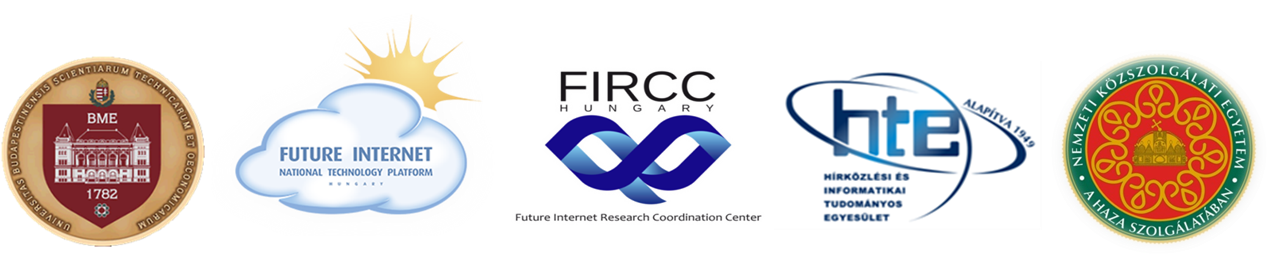 UNIVERSITAS BUDAPESTINENSIS SCIENTIARUM TECHNICARUM ET OECONOMICARUM
BME
1782
FUTURE INTERNET
NATIONAL TECHNOLOGY PLATFORM
HUNGARY
FIRCC
HUNGARY
Future Internet Research Coordination Center
hte
ALAPÍTVA 1949
HÍRKÖZLÉSI ÉS
INFORMATIKAI
TUDOMÁNYOS
EGYESÜLET
NEMZETI KÖZSZOLGÁLATI EGYETEM
• A HAZA SZOLGÁLATÁBAN •